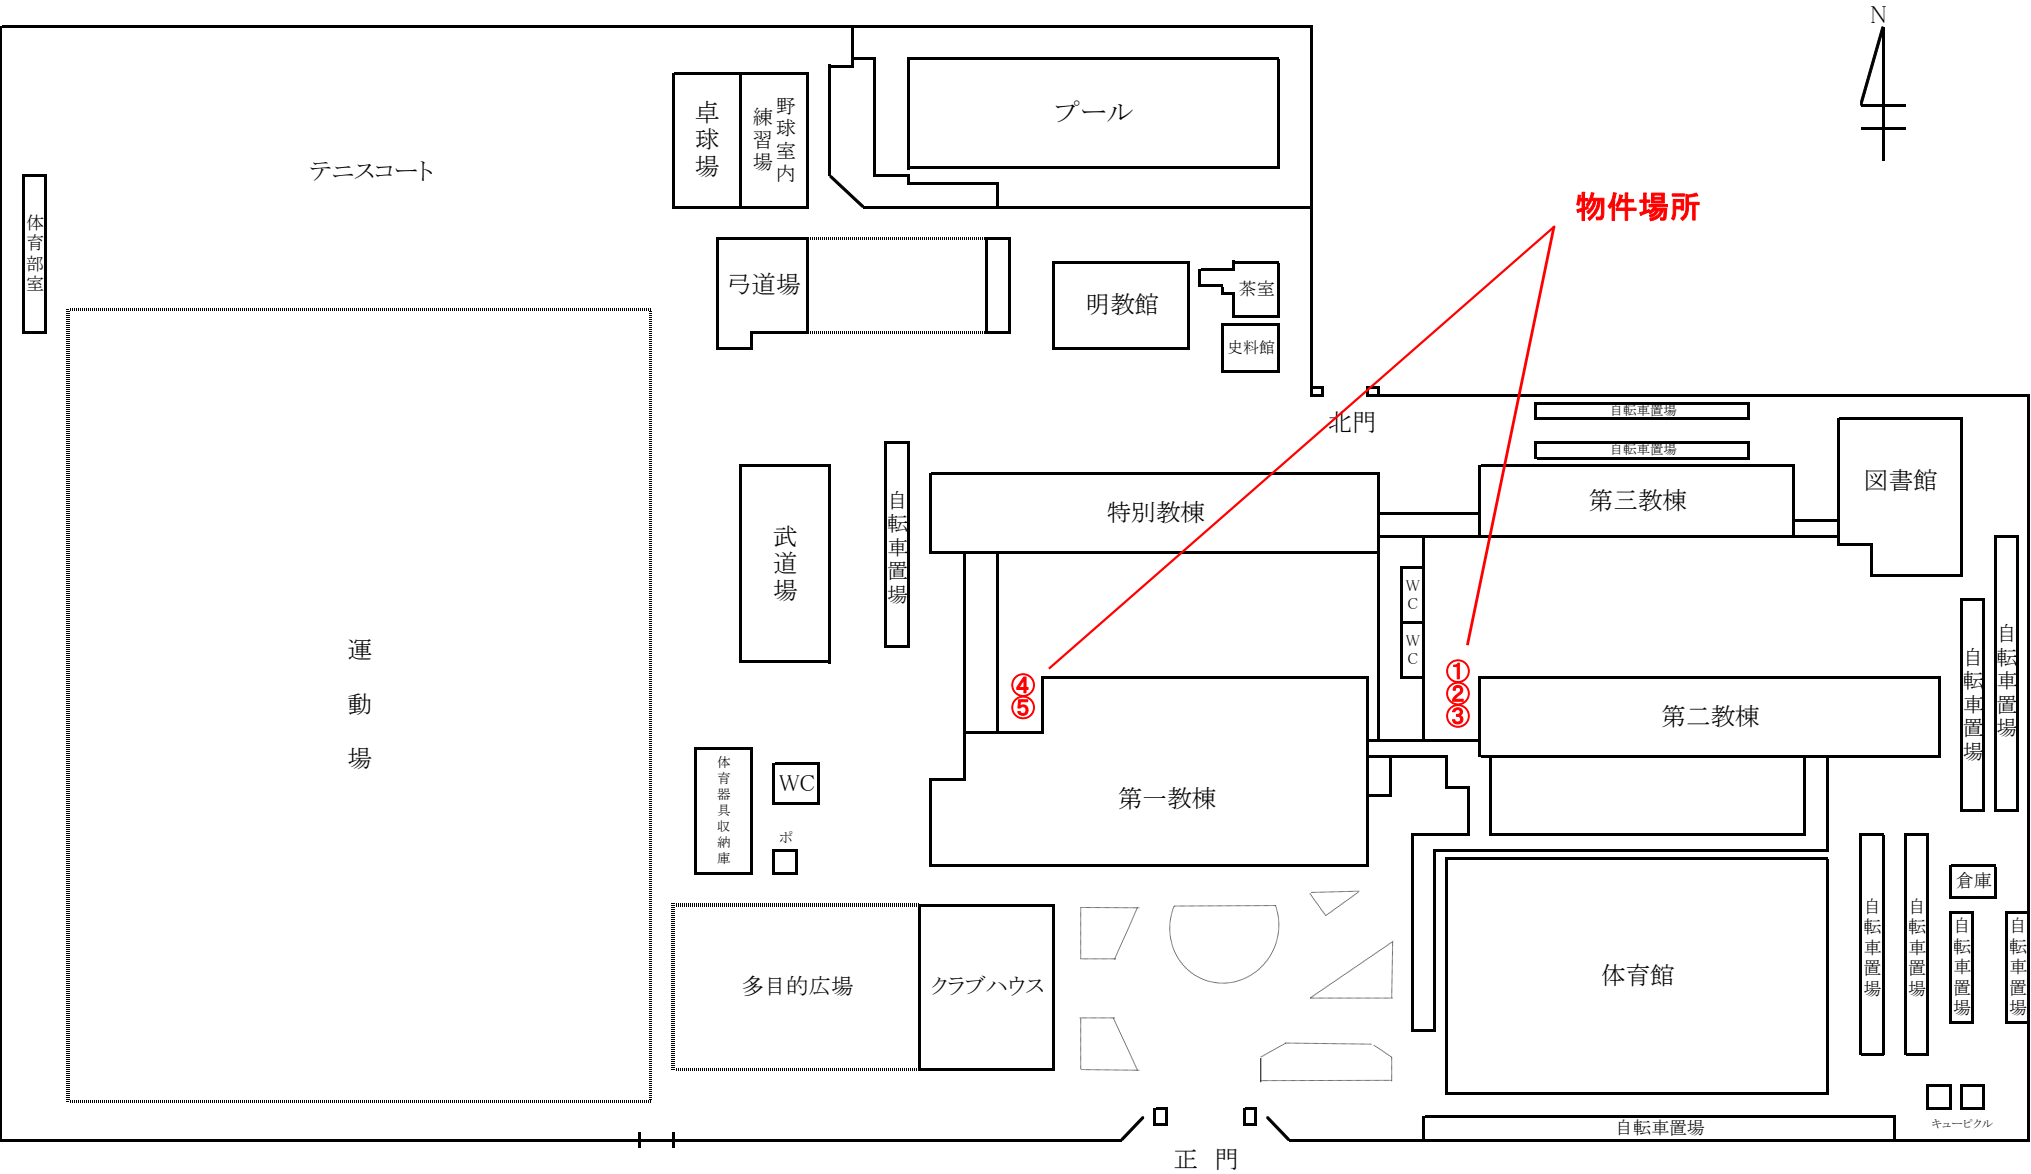 N
プール
卓球場
野球室内
練習場
テニスコート
物件場所
体育部室
弓道場
明教館
茶室
史料館
北門
自転車置場
自転車置場
図書館
特別教棟
第三教棟
自転車置場
武道場
WC
WC
自転車置場
自転車置場
運動場
①
②
③
④
⑤
第二教棟
第一教棟
体育器具収納庫
WC
ポ
倉庫
自転車置場
自転車置場
自転車置場
自転車置場
多目的広場
クラブハウス
体育館
キュービクル
自転車置場
正門